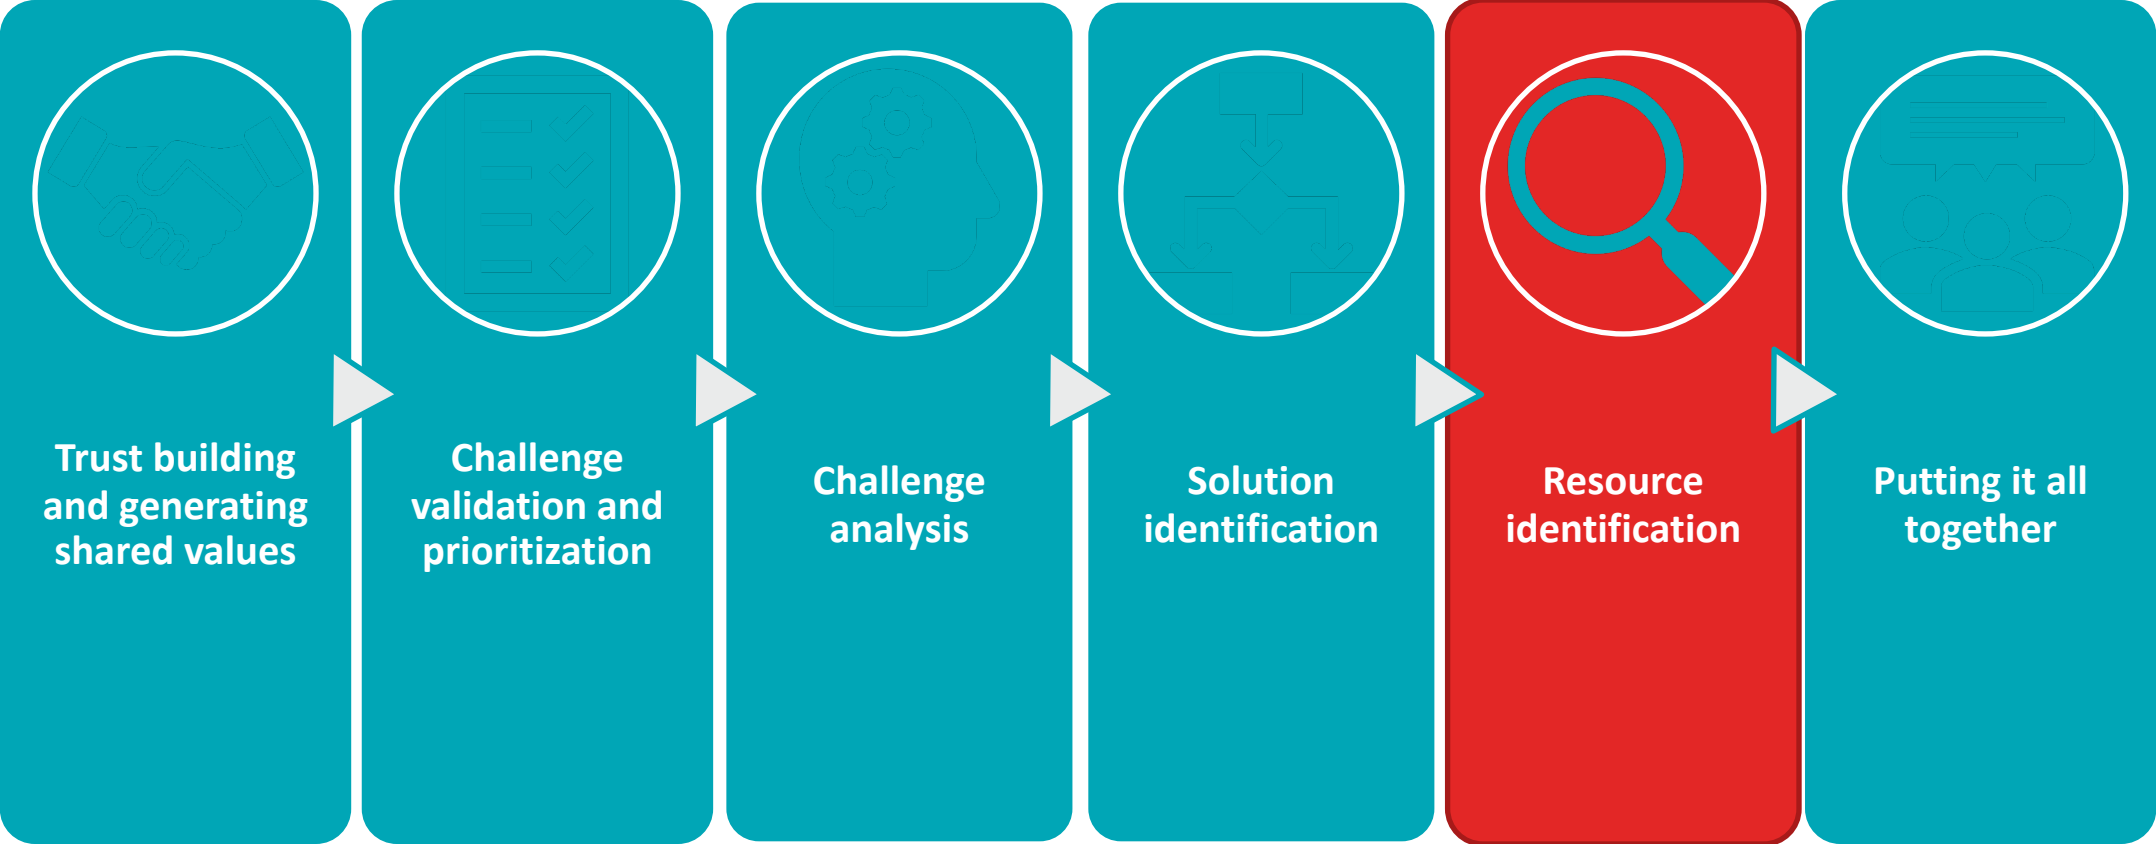 Trust building
and generating
shared values
Challenge
validation and
prioritization
Challenge
analysis
Solution
identification
Resource
identification
Putting it all
together